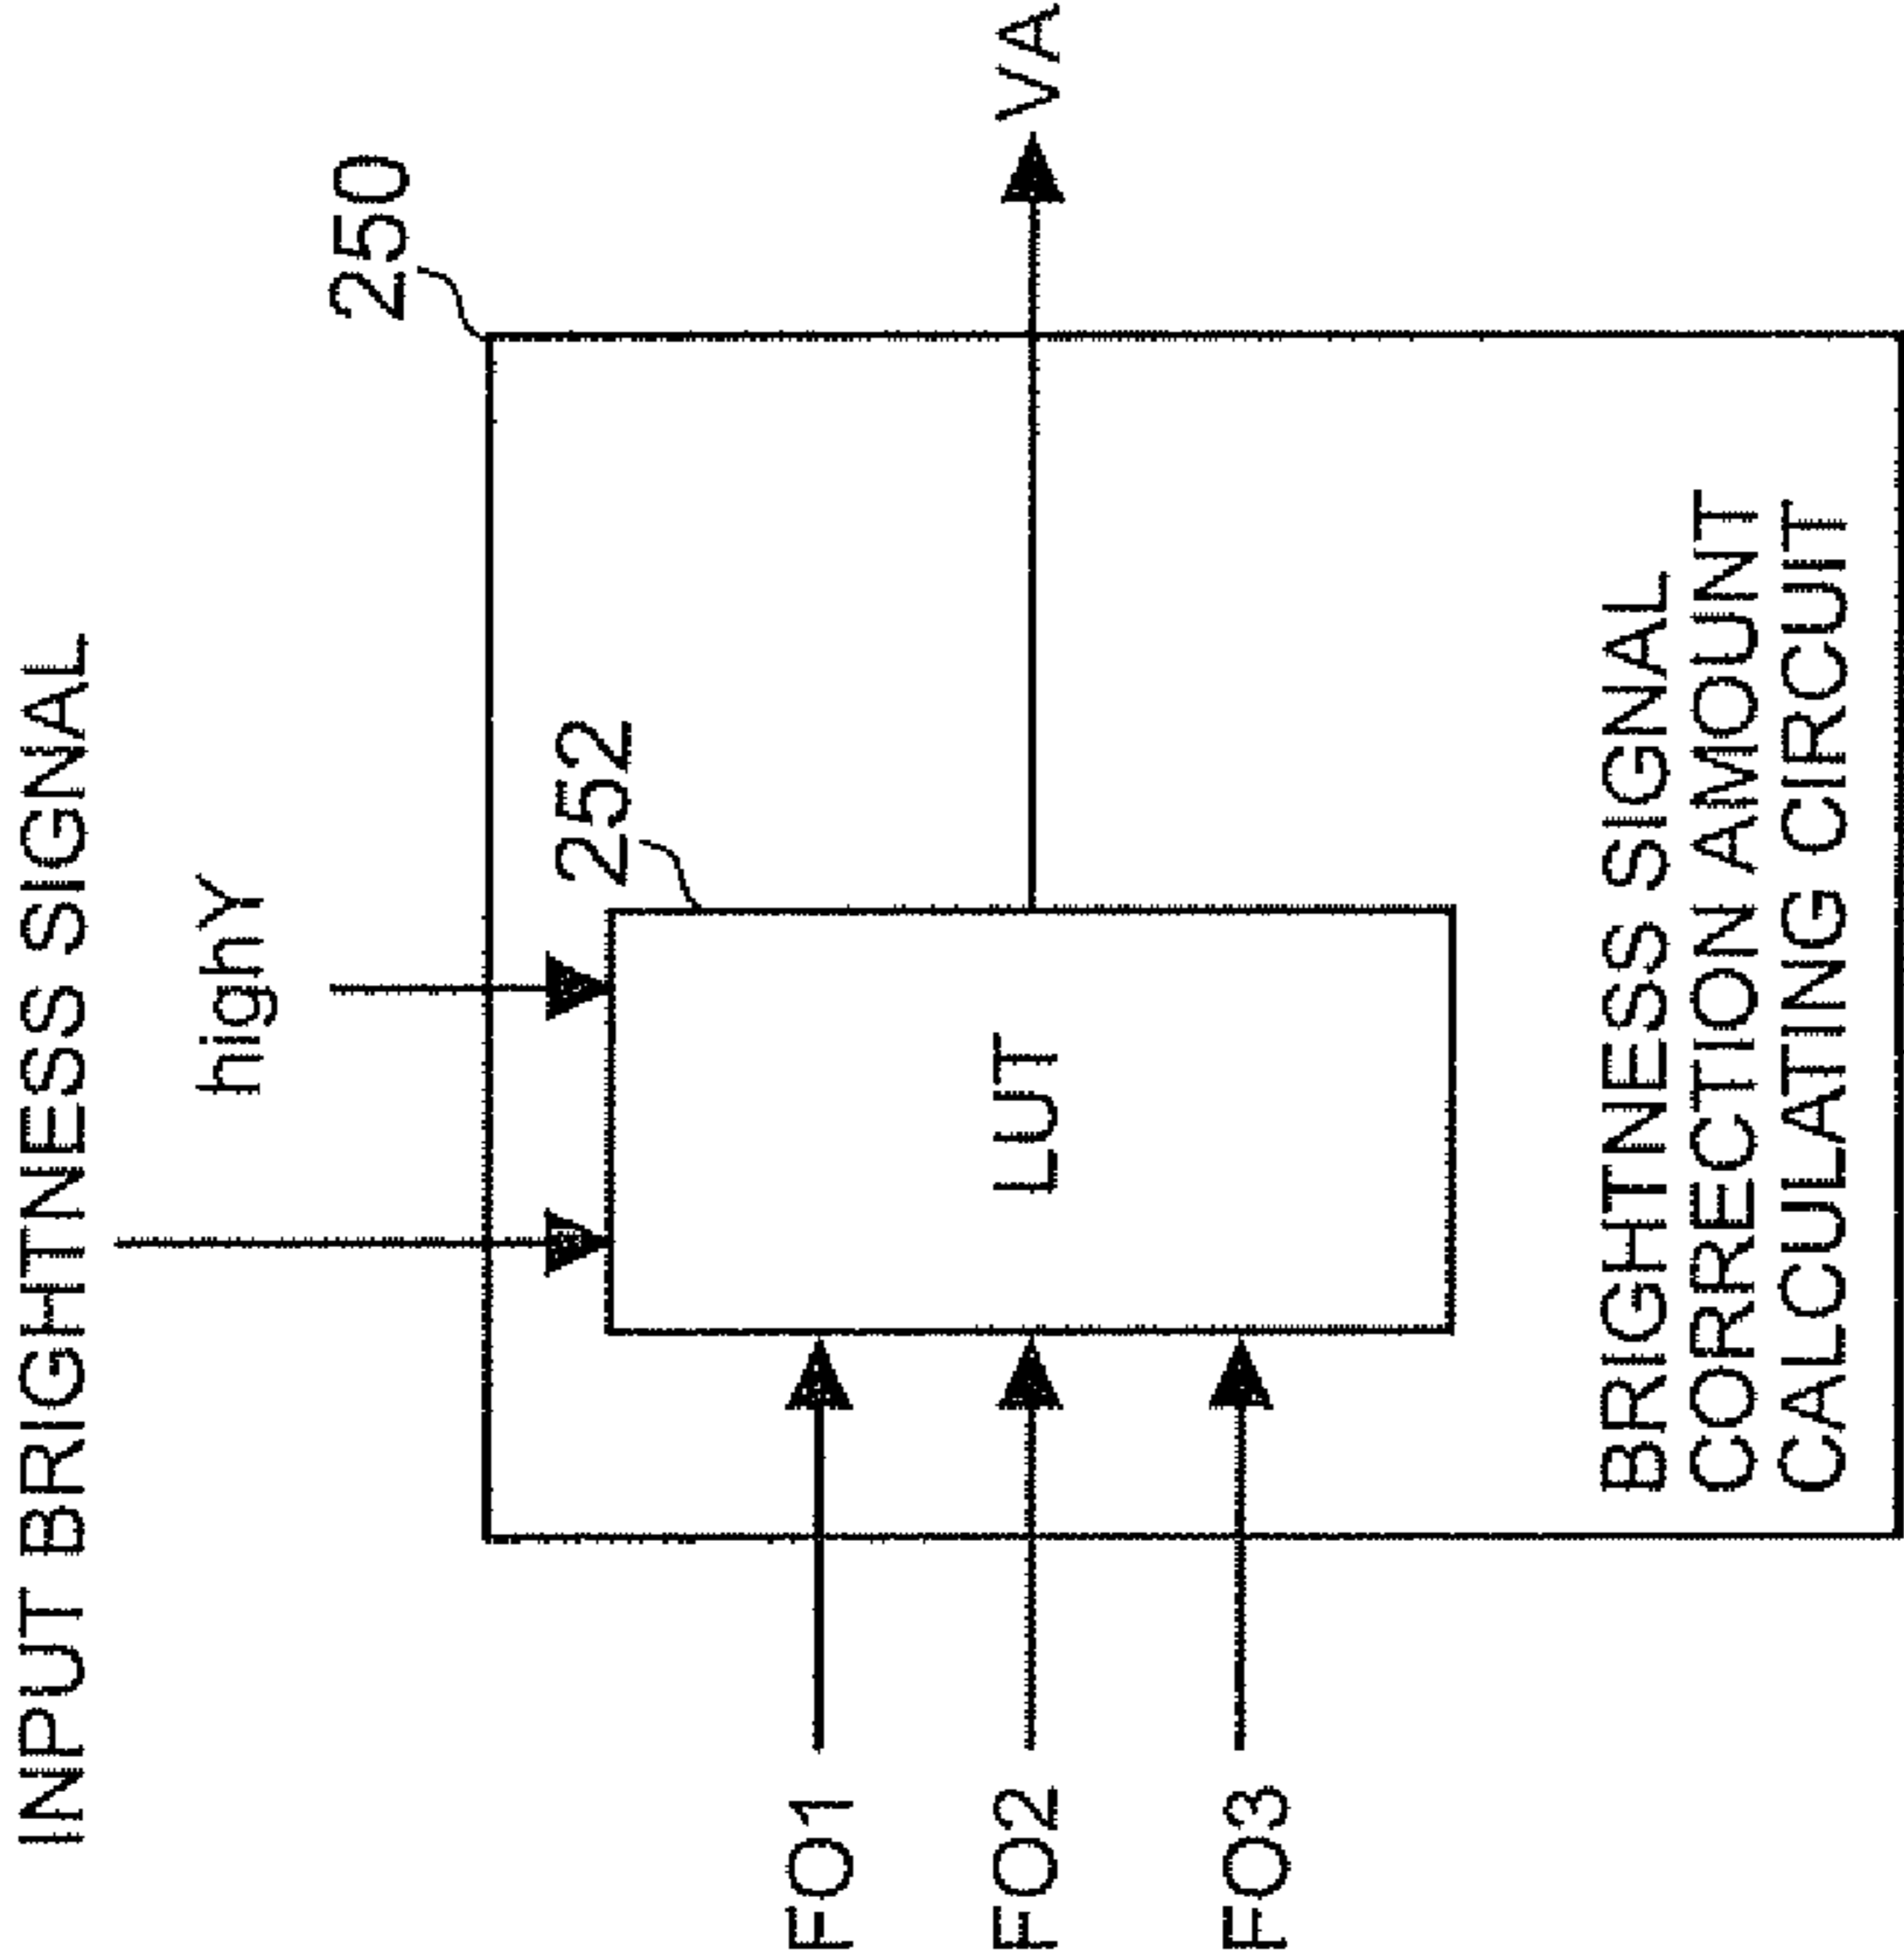 INPUT BRIGHTNESS SIGNAL
highY
250
252
FO1
FO2
FO3
LUT
VA
BRIGHTNESS SIGNAL
CORRECTION AMOUNT
CALCULATING CIRCUIT